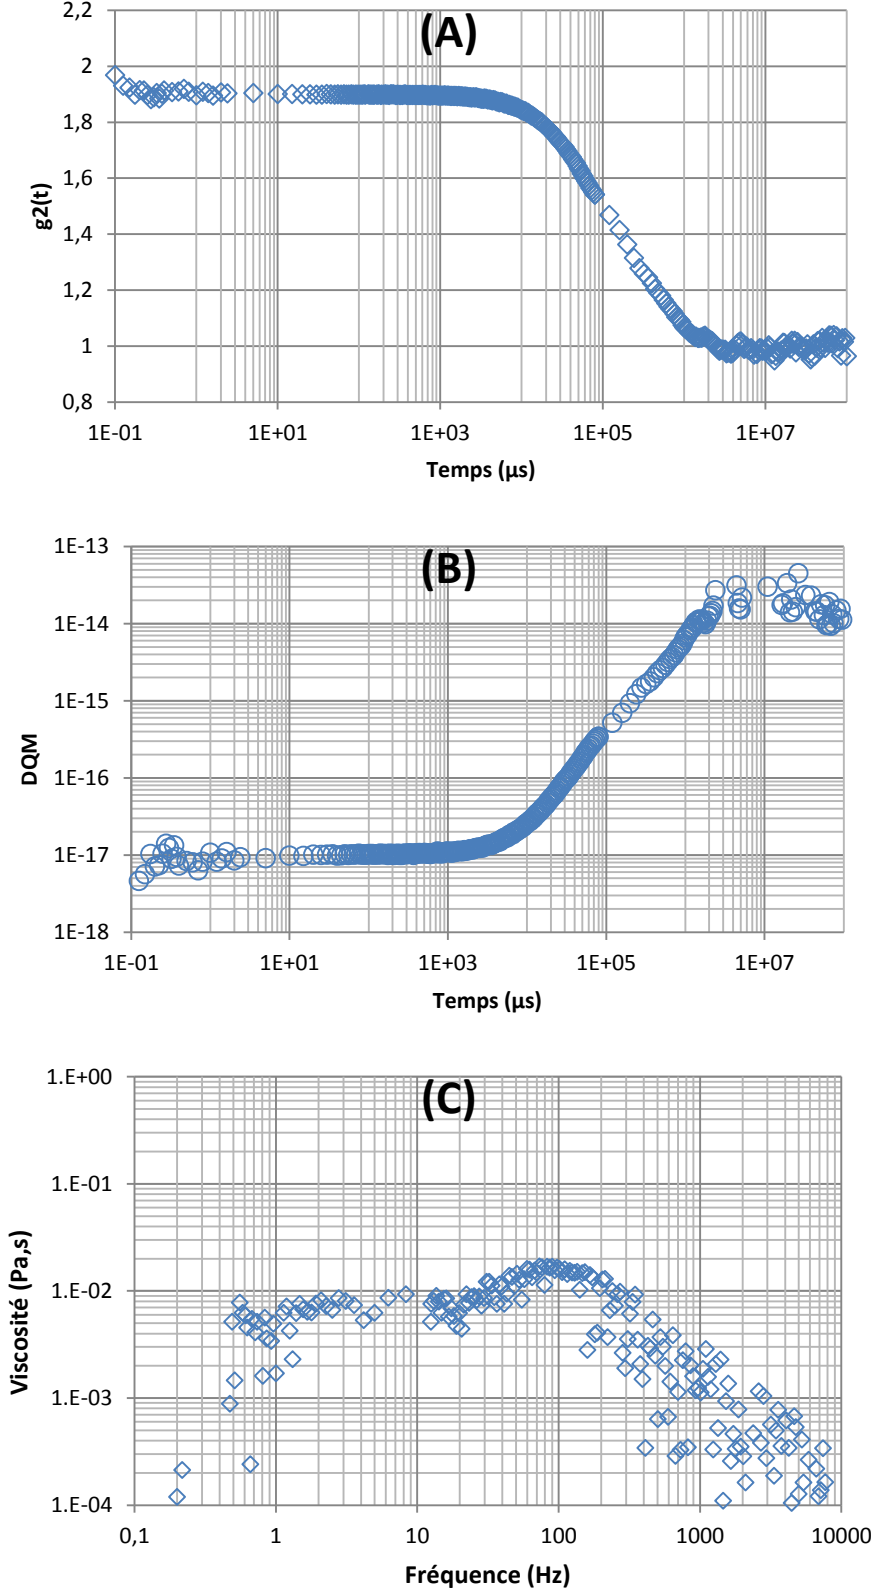 (A)
2,2
2
1,8
1,6
1,4
1,2
1
0,8
g2(t)
1E-01 1E+01 1E+03 1E+05 1E+07
Temps (µs)
(B)
1E-13
1E-14
1E-15
1E-16
1E-17
1E-18
DQM
1E-01 1E+01 1E+03 1E+05 1E+07
Temps (µs)
(C)
1.E+00
1.E-01
1.E-02
1.E-03
1.E-04
Viscosité (Pa,s)
0,1 1 10 100 1000 10000
Fréquence (Hz)